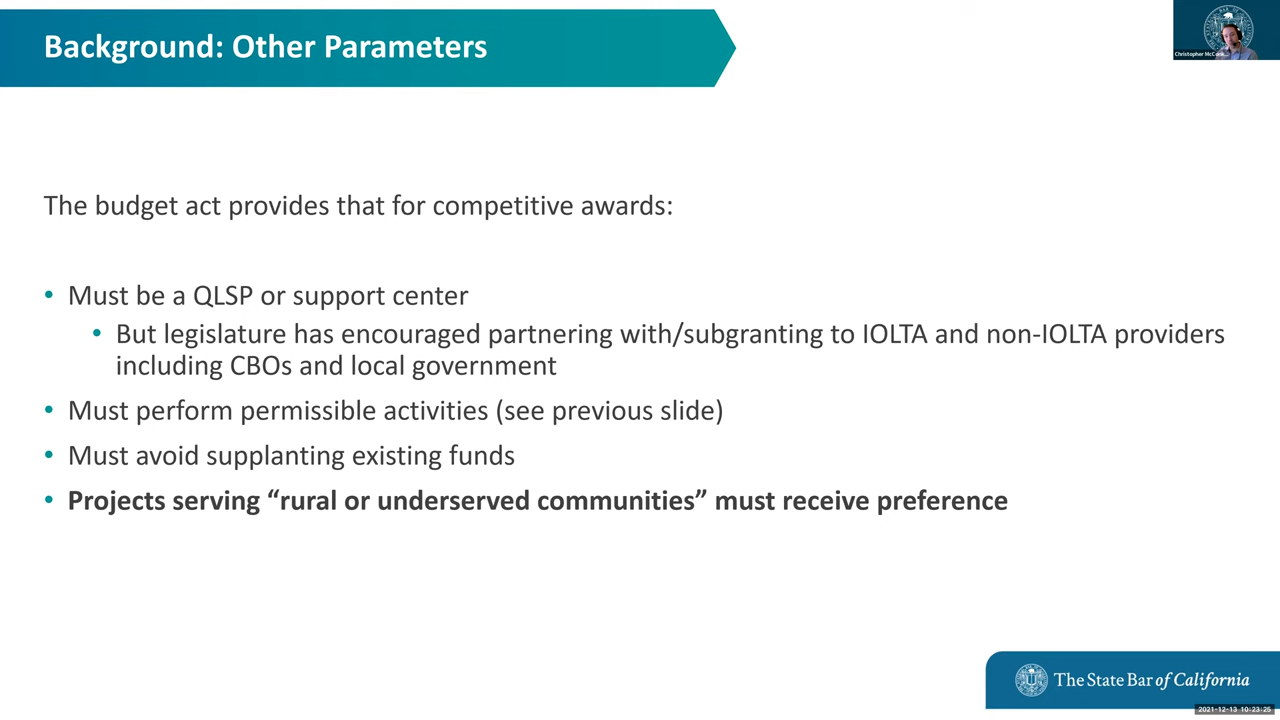 Background: Other Parameters
Christopher McConk...
The budget act provides that for competitive awards:
• Must be a QLSP or support center
• But legislature has encouraged partnering with/subgranting to IOLTA and non-IOLTA providers
including CBOs and local government
• Must perform permissible activities (see previous slide)
• Must avoid supplanting existing funds
• Projects serving “rural or underserved communities” must receive preference
The State Bar of California
2021-12-13 10:23:25